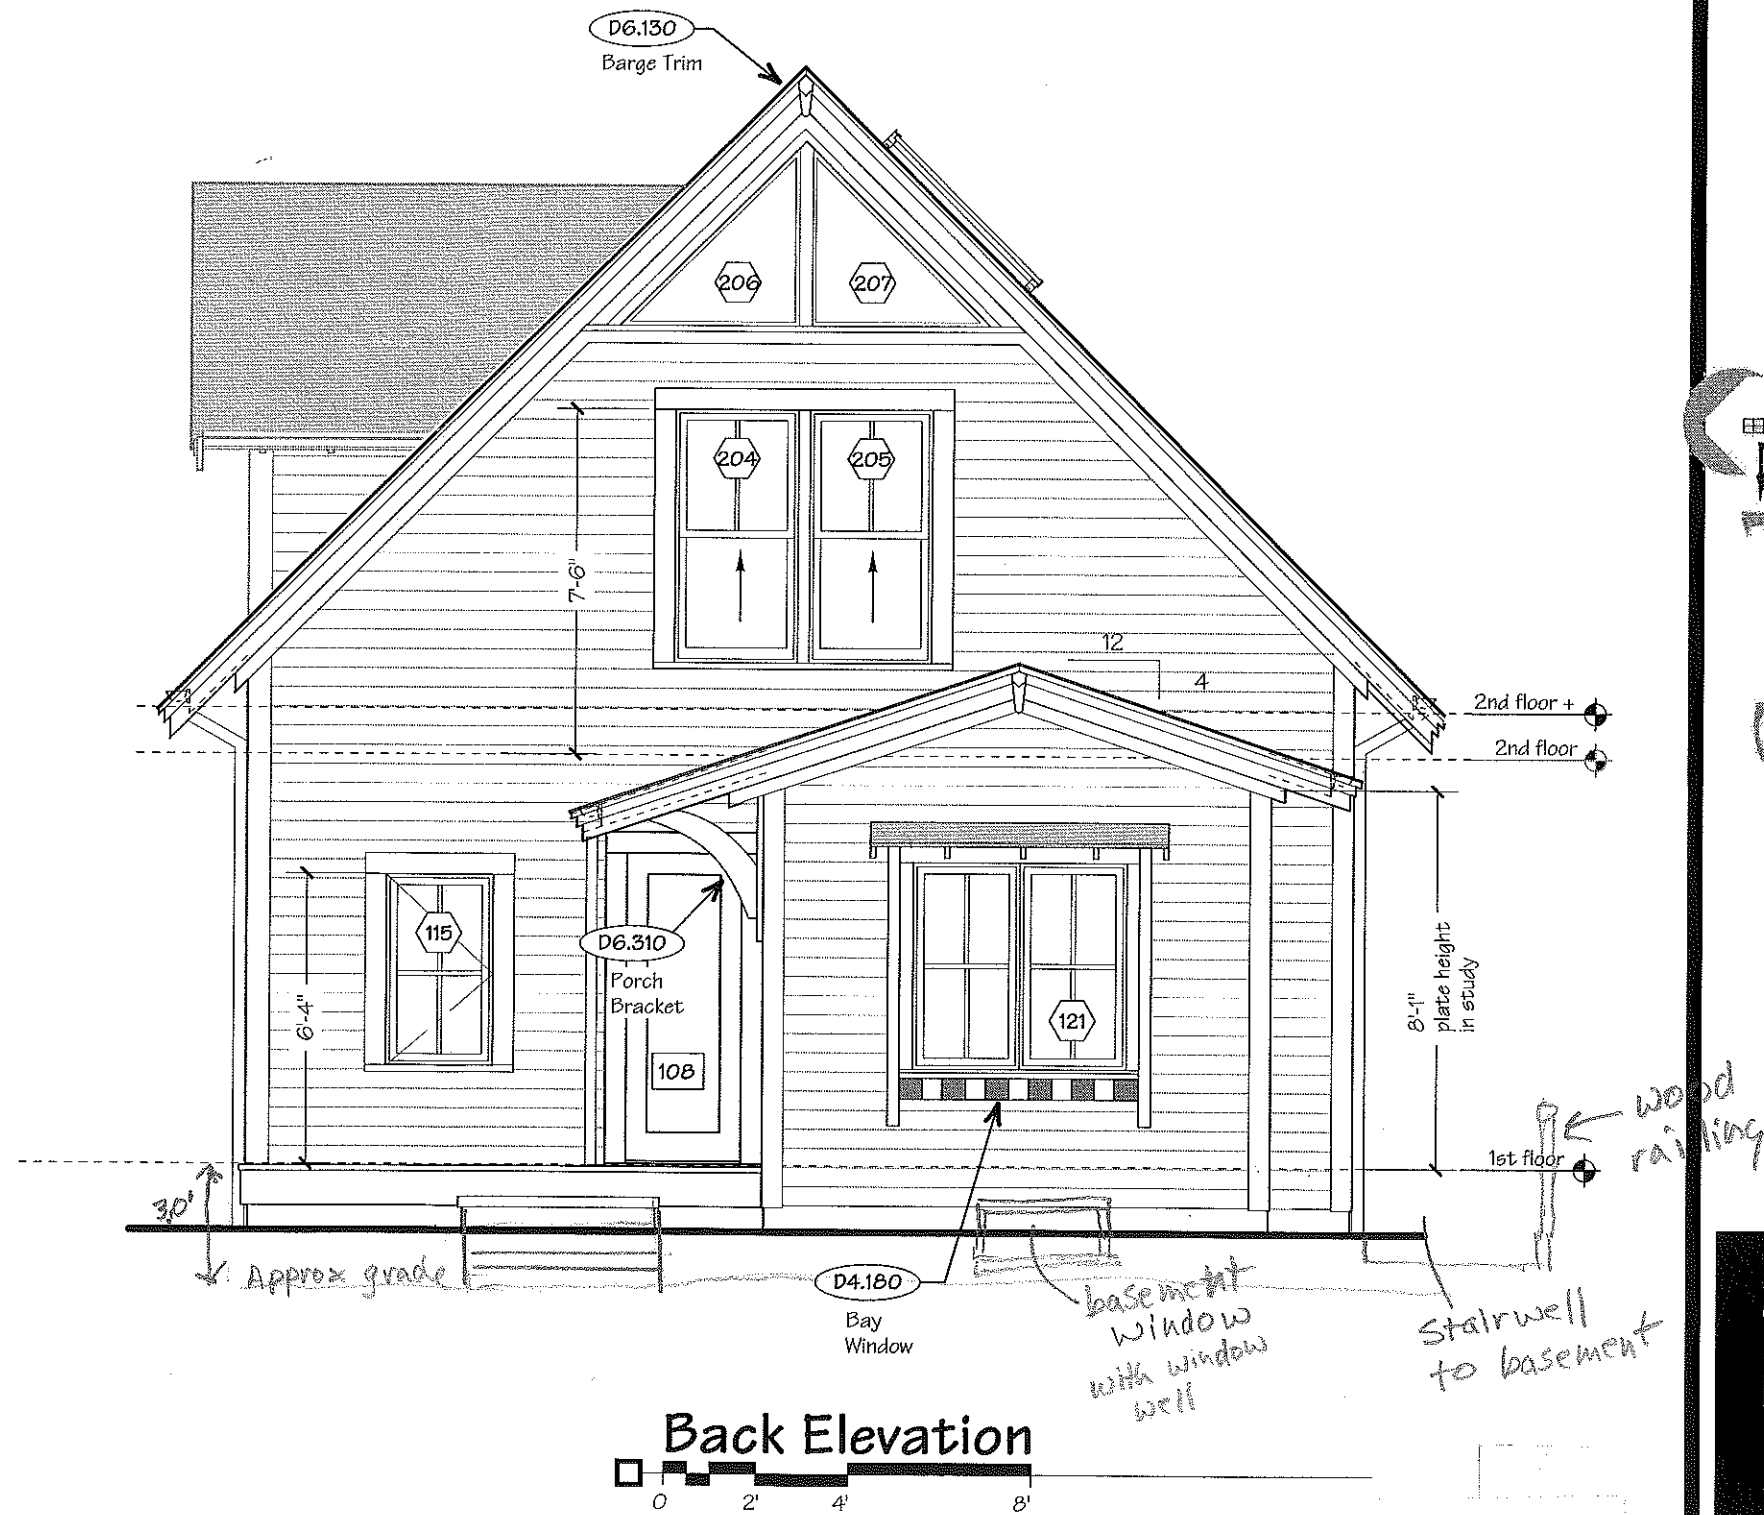 D6.130
Barge Trim
206
207
204
205
7'-6"
12
4
2nd floor +
2nd floor
115
D6.310
Porch
Bracket
6'-4"
108
121
8'-1"
plate height
in study
wood
railing
1st floor
3.0'
Approx grade
D4.180
Bay
Window
basement
window
with window
well
Stairwell
to basement
Back Elevation
0 2' 4' 8'